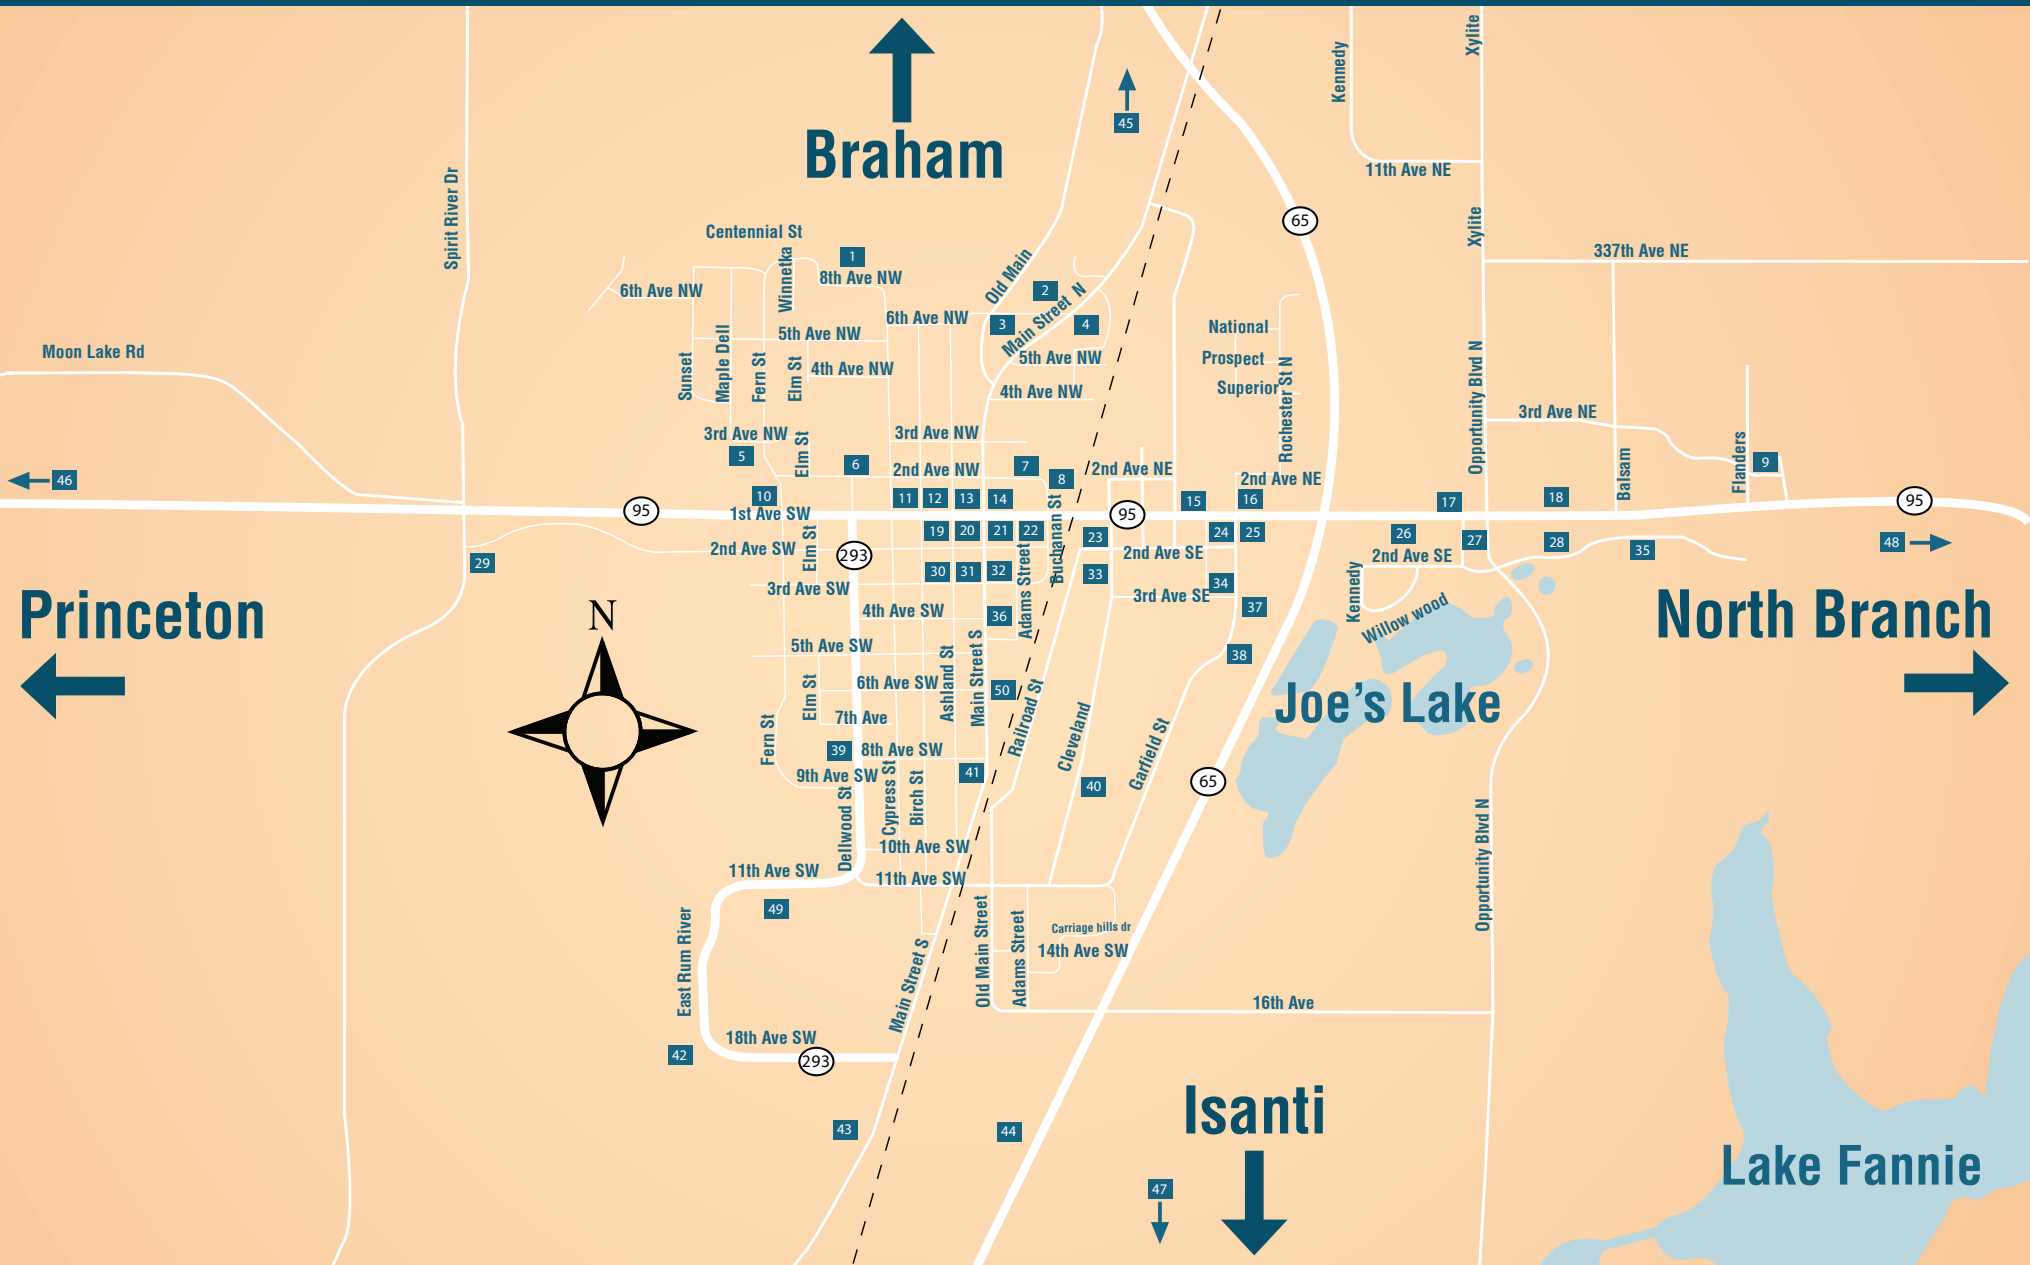 Xylite
Kennedy
45
Braham
11th Ave NE
Spirit River Dr
65
Xylite
Centennial St
337th Ave NE
1
Winnetka
8th Ave NW
Old Main
6th Ave NW
2
Main Street N
6th Ave NW
3
4
National
5th Ave NW
Moon Lake Rd
5th Ave NW
Prospect
Sunset
Maple Dell
Fern St
Elm St
4th Ave NW
4th Ave NW
Superior
Rochester St N
Opportunity Blvd N
3rd Ave NE
3rd Ave NW
3rd Ave NW
Elm St
5
6
2nd Ave NW
7
8
2nd Ave NE
2nd Ave NE
Balsam
Flanders
9
46
10
11
12
13
14
15
16
17
18
95
1st Ave SW
95
95
19
20
21
22
Buchanan St
23
24
25
26
27
28
48
35
29
2nd Ave SW
Elm St
293
2nd Ave SE
2nd Ave SE
30
31
32
Adams Street
33
34
3rd Ave SW
3rd Ave SE
Kennedy
Willow wood
Princeton
North Branch
N
4th Ave SW
36
37
5th Ave SW
38
Elm St
6th Ave SW
Ashland St
Main Street S
50
Railroad St
Joe's Lake
7th Ave
Fern St
Cleveland
Garfield St
39
8th Ave SW
9th Ave SW
41
40
65
Dellwood St
Cypress St
Birch St
Opportunity Blvd N
10th Ave SW
11th Ave SW
11th Ave SW
49
East Rum River
Main Street S
Old Main Street
Adams Street
Carriage hills dr
14th Ave SW
16th Ave
42
18th Ave SW
293
43
44
Isanti
47
Lake Fannie